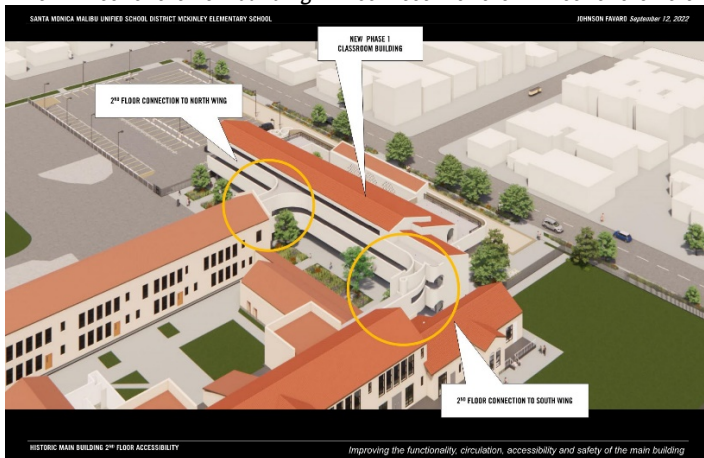 SANTA MONICA MALIBU UNIFIED SCHOOL DISTRICT MCKINLEY ELEMENTARY SCHOOL
JOHNSON FAVARO September 12, 2022
NEW PHASE 1
CLASSROOM BUILDING
2ND FLOOR CONNECTION TO NORTH WING
2ND FLOOR CONNECTION TO SOUTH WING
HISTORIC MAIN BUILDING 2ND FLOOR ACCESSIBILITY
Improving the functionality, circulation, accessibility and safety of the main building